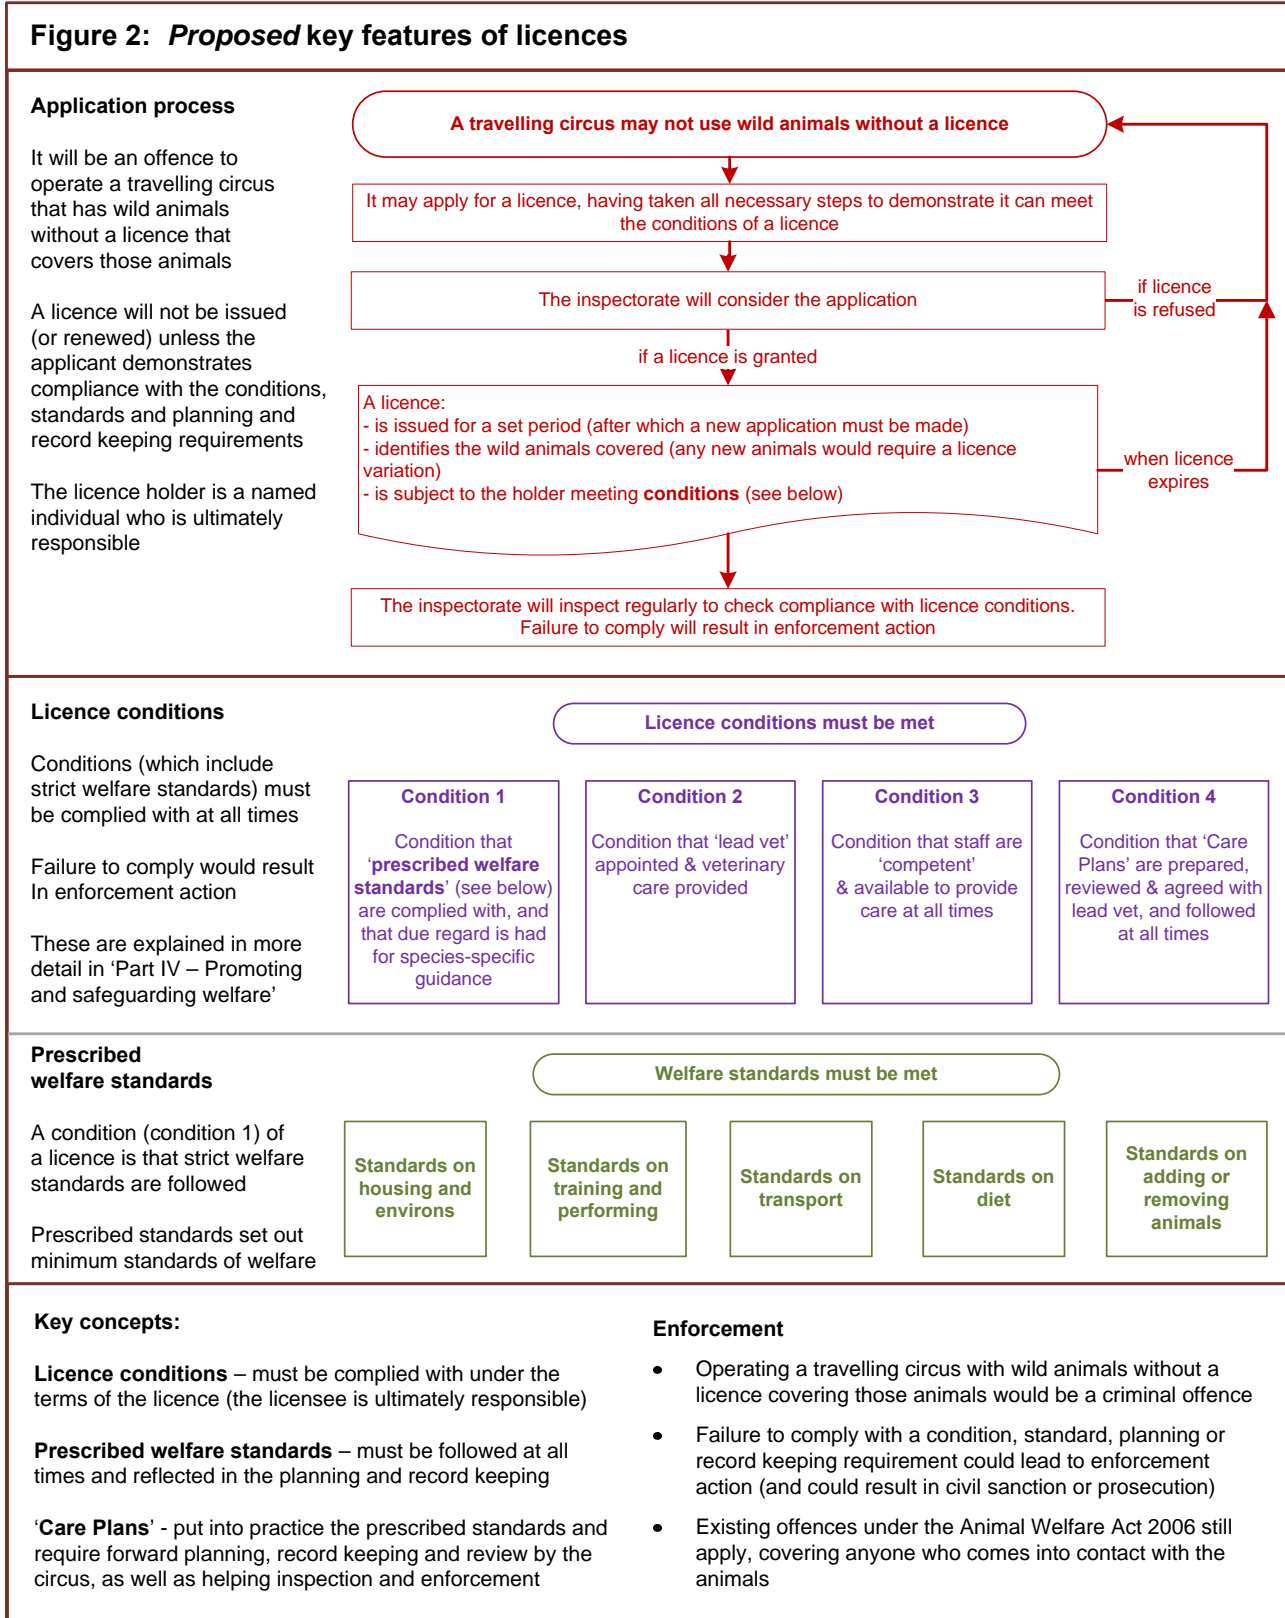 Figure 2: Proposed key features of licences
Application process
It will be an offence to
operate a travelling circus
that has wild animals
without a licence that
covers those animals
A licence will not be issued
(or renewed) unless the
applicant demonstrates
compliance with the conditions,
standards and planning and
record keeping requirements
The licence holder is a named
individual who is ultimately
responsible
A travelling circus may not use wild animals without a licence
It may apply for a licence, having taken all necessary steps to demonstrate it can meet
the conditions of a licence
The inspectorate will consider the application
if licence
is refused
if a licence is granted
A licence:
- is issued for a set period (after which a new application must be made)
- identifies the wild animals covered (any new animals would require a licence
variation)
- is subject to the holder meeting conditions (see below)
when licence
expires
The inspectorate will inspect regularly to check compliance with licence conditions.
Failure to comply will result in enforcement action
Licence conditions
Conditions (which include
strict welfare standards) must
be complied with at all times
Failure to comply would result
In enforcement action
These are explained in more
detail in ‘Part IV – Promoting
and safeguarding welfare’
Licence conditions must be met
Condition 1
Condition that
‘prescribed welfare
standards’ (see below)
are complied with, and
that due regard is had
for species-specific
guidance
Condition 2
Condition that ‘lead vet’
appointed & veterinary
care provided
Condition 3
Condition that staff are
‘competent’
& available to provide
care at all times
Condition 4
Condition that ‘Care
Plans’ are prepared,
reviewed & agreed with
lead vet, and followed
at all times
Prescribed
welfare standards
A condition (condition 1) of
a licence is that strict welfare
standards are followed
Prescribed standards set out
minimum standards of welfare
Welfare standards must be met
Standards on
housing and
environs
Standards on
training and
performing
Standards on
transport
Standards on
diet
Standards on
adding or
removing
animals
Key concepts:
Licence conditions – must be complied with under the
terms of the licence (the licensee is ultimately responsible)
Prescribed welfare standards – must be followed at all
times and reflected in the planning and record keeping
‘Care Plans’ - put into practice the prescribed standards and
require forward planning, record keeping and review by the
circus, as well as helping inspection and enforcement
Enforcement
• Operating a travelling circus with wild animals without a
licence covering those animals would be a criminal offence
• Failure to comply with a condition, standard, planning or
record keeping requirement could lead to enforcement
action (and could result in civil sanction or prosecution)
• Existing offences under the Animal Welfare Act 2006 still
apply, covering anyone who comes into contact with the
animals